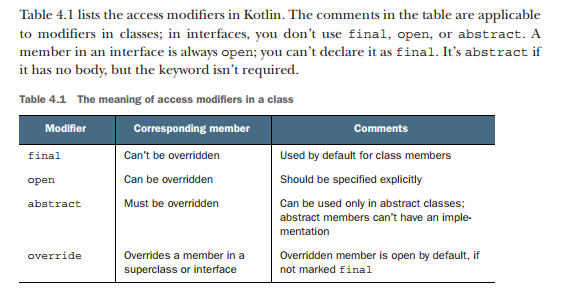 Table 4.1 lists the access modifiers in Kotlin. The comments in the table are applicable
to modifiers in classes; in interfaces, you don't use final, open, or abstract. A
member in an interface is always open; you can't declare it as final. It's abstract if
it has no body, but the keyword isn't required.
Table 4.1 The meaning of access modifiers in a class
Modifier Corresponding member Comments
final Can't be overridden Used by default for class members
open Can be overridden Should be specified explicitly
abstract Must be overridden Can be used only in abstract classes;
abstract members can't have an imple-
mentation
override Overrides a member in a Overridden member is open by default, if
superclass or interface not marked final